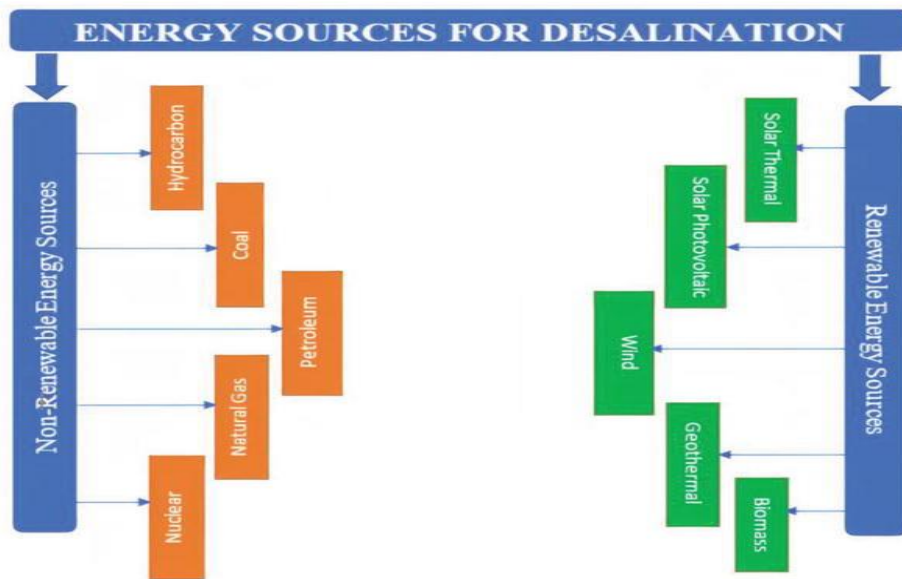 ENERGY SOURCES FOR DESALINATION
Non-Renewable Energy Sources
Hydrocarbon
Coal
Petroleum
Natural Gas
Nuclear
Renewable Energy Sources
Solar Thermal
Solar Photovoltaic
Wind
Geothermal
Biomass